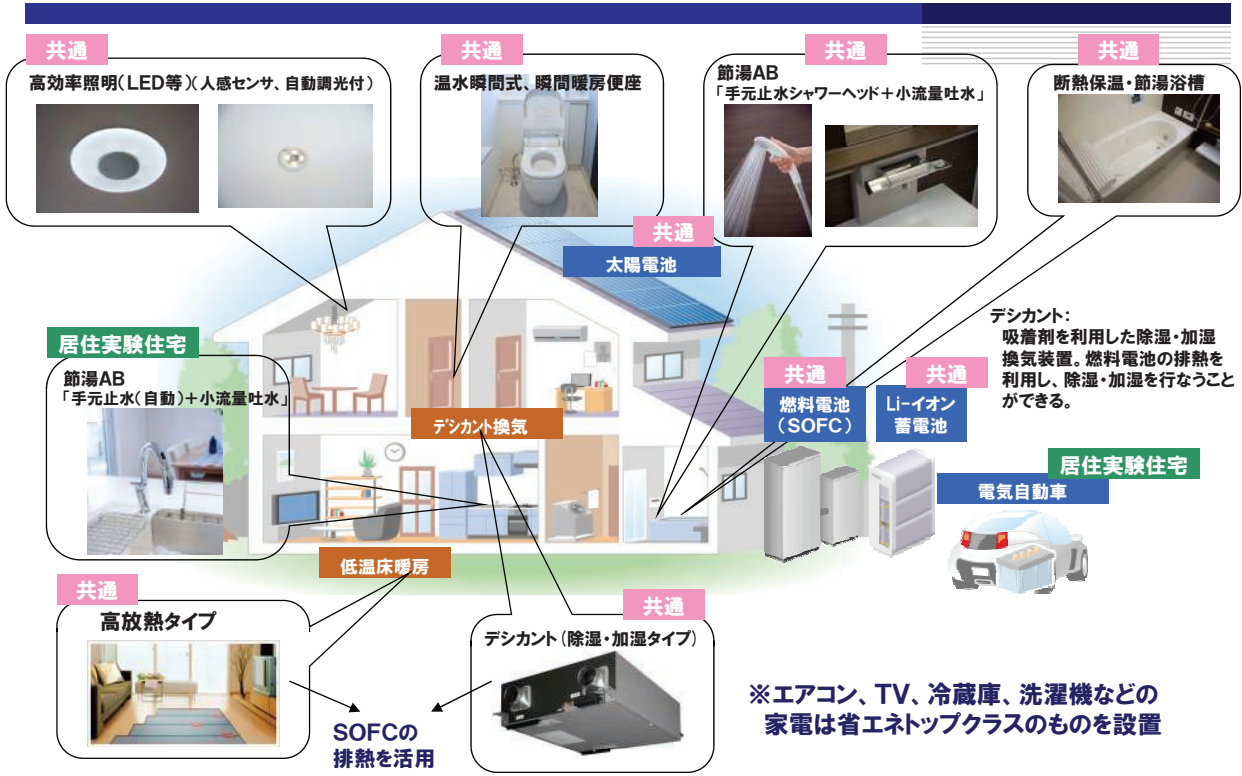 共通
高効率照明(LED等)(人感センサ、自動調光付)
共通
温水瞬間式、瞬間暖房便座
共通
節湯AB
「手元止水シャワーヘッド+小流量吐水」
共通
断熱保温・節湯浴槽
共通
太陽電池
居住実験住宅
節湯AB
「手元止水(自動)+小流量吐水」
デシカント換気
デシカント:
吸着剤を利用した除湿・加湿
換気装置。燃料電池の排熱を
利用し、除湿・加湿を行なうこと
ができる。
共通
燃料電池
(SOFC)
共通
Li-イオン
蓄電池
居住実験住宅
電気自動車
低温床暖房
共通
高放熱タイプ
共通
デシカント(除湿・加湿タイプ)
SOFCの
排熱を活用
※エアコン、TV、冷蔵庫、洗濯機などの
家電は省エネトップクラスのものを設置